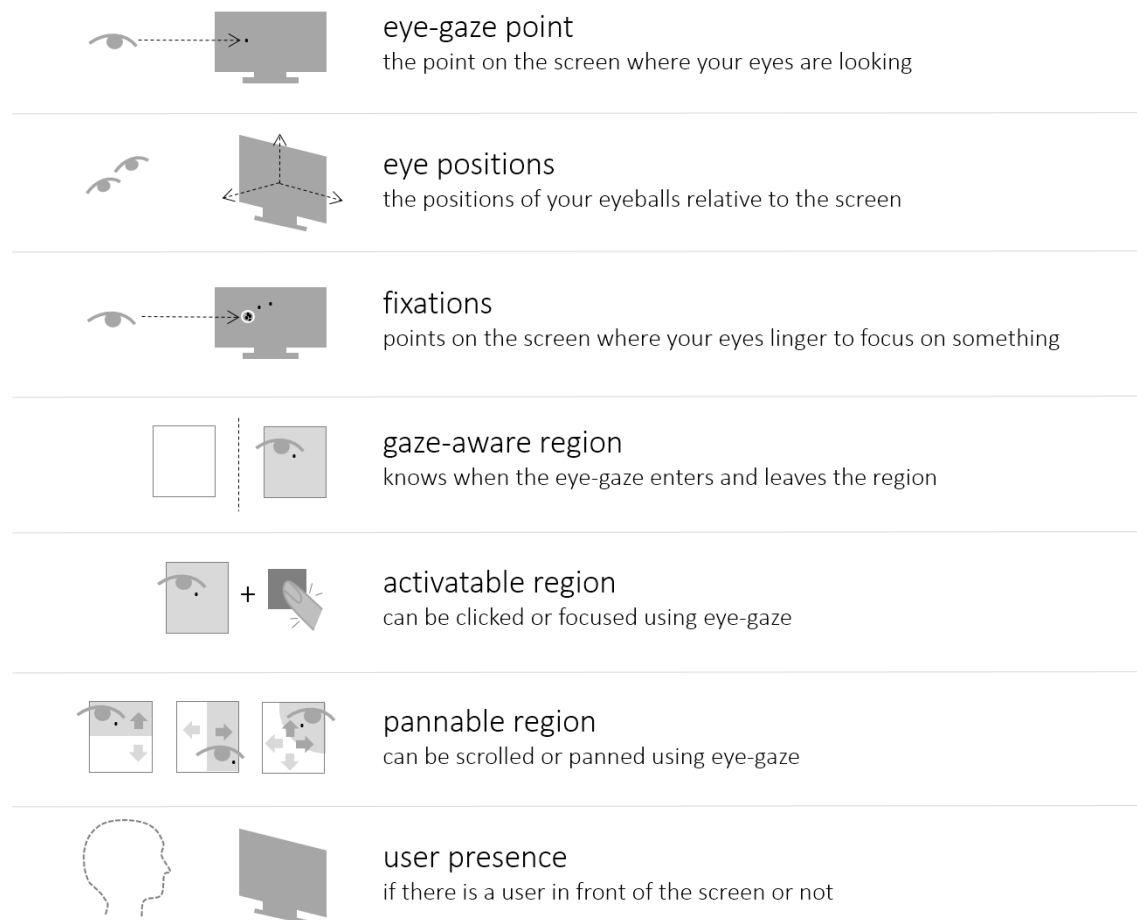 eye-gaze point
the point on the screen where your eyes are looking
eye positions
the positions of your eyeballs relative to the screen
fixations
points on the screen where your eyes linger to focus on something
gaze-aware region
knows when the eye-gaze enters and leaves the region
activatable region
can be clicked or focused using eye-gaze
pannable region
can be scrolled or panned using eye-gaze
user presence
if there is a user in front of the screen or not